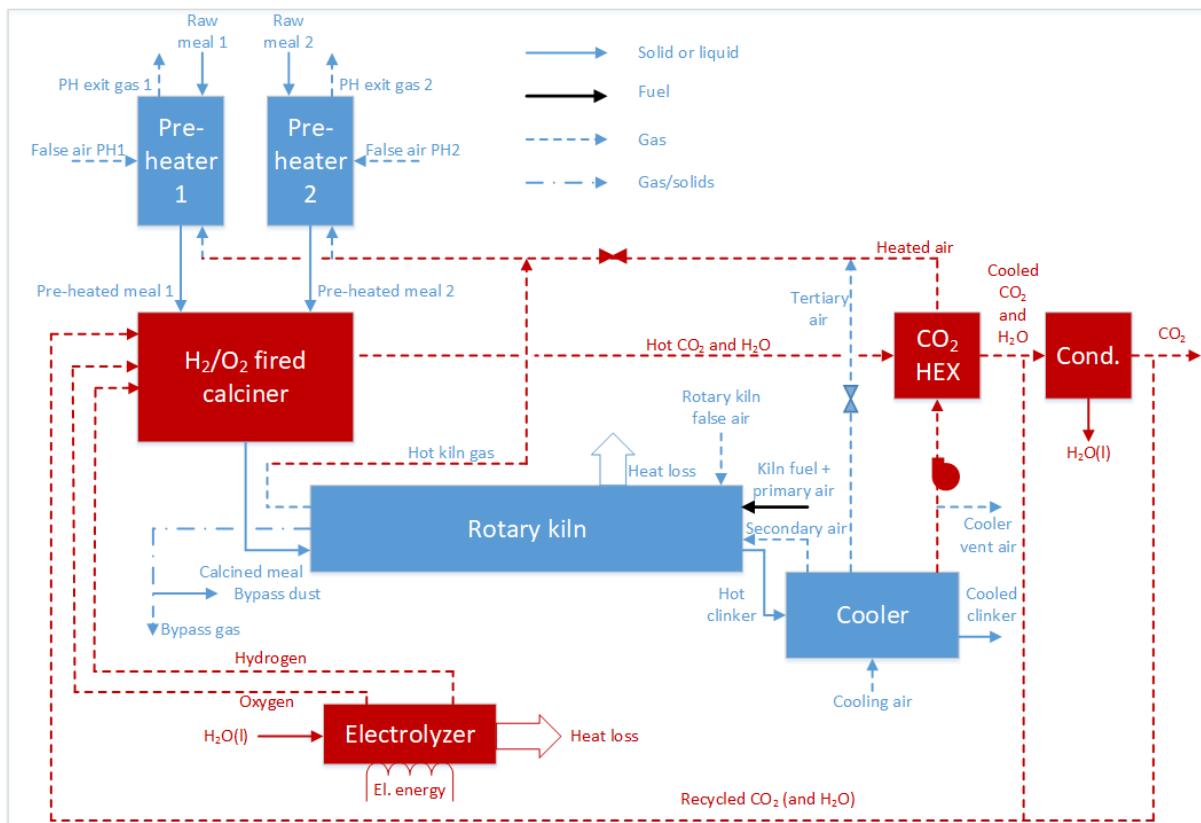 Raw
meal 1
Raw
meal 2
PH exit gas 1
PH exit gas 2
Solid or liquid
Fuel
Gas
Gas/solids
Pre-
heater
1
Pre-
heater
2
False air PH1
False air PH2
Heated air
Cooled
CO₂
and
H₂O
Pre-heated meal 1
Pre-heated meal 2
Tertiary
air
H₂/O₂ fired
calciner
Hot CO₂ and H₂O
CO₂
HEX
Cond.
CO₂
Rotary kiln
false air
H₂O(l)
Hot kiln gas
Heat loss
Kiln fuel +
primary air
Rotary kiln
Secondary air
Cooler
vent air
Calcined meal
Bypass dust
Bypass gas
Hot
clinker
Cooler
Cooled
clinker
Cooling air
Hydrogen
Oxygen
H₂O(l)
Electrolyzer
Heat loss
El. energy
Recycled CO₂ (and H₂O)